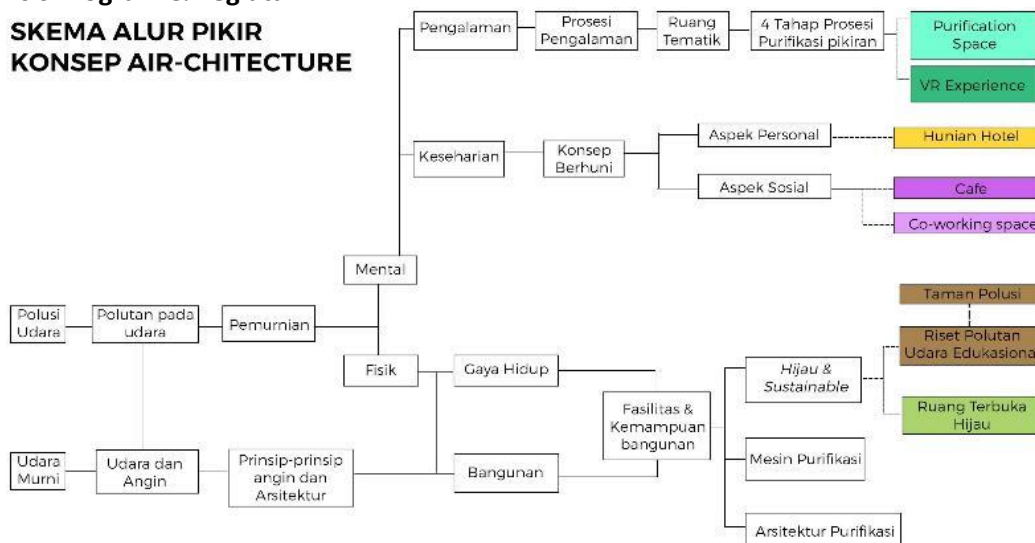 SKEMA ALUR PIKIR
KONSEP AIR-CHITECTURE
Pengalaman
Prosesi
Pengalaman
Ruang
Tematik
4 Tahap Prosesi
Purifikasi pikiran
Purification
Space
VR Experience
Keseharian
Konsep
Berhuni
Aspek Personal
Hunian Hotel
Aspek Sosial
Cafe
Co-working space
Mental
Polusi
Udara
Polutan pada
udara
Pemurnian
Fisik
Gaya Hidup
Fasilitas &
Kemampuan
bangunan
Hijau &
Sustainable
Taman Polusi
Riset Polutan
Udara Edukasional
Ruang Terbuka
Hijau
Udara
Murni
Udara dan
Angin
Prinsip-prinsip
angin dan
Arsitektur
Bangunan
Mesin Purifikasi
Arsitektur Purifikasi